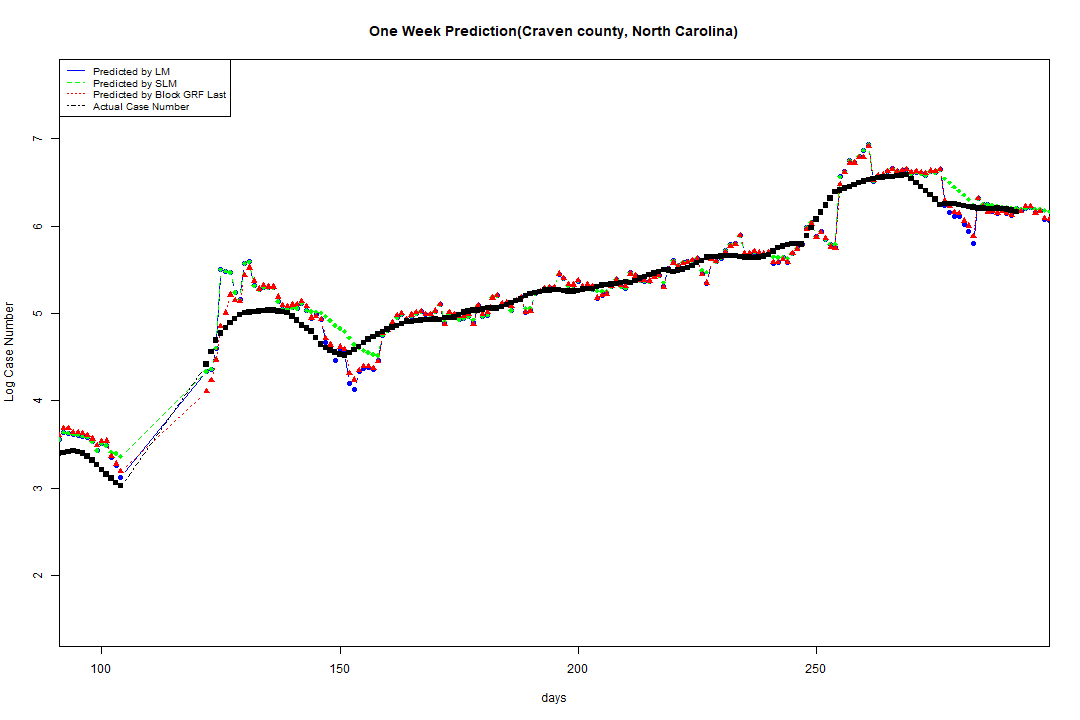 One Week Prediction(Craven county, North Carolina)
Predicted by LM
Predicted by SLM
Predicted by Block GRF Last
Actual Case Number
Log Case Number
7
6
5
4
3
2
100 150 200 250
days